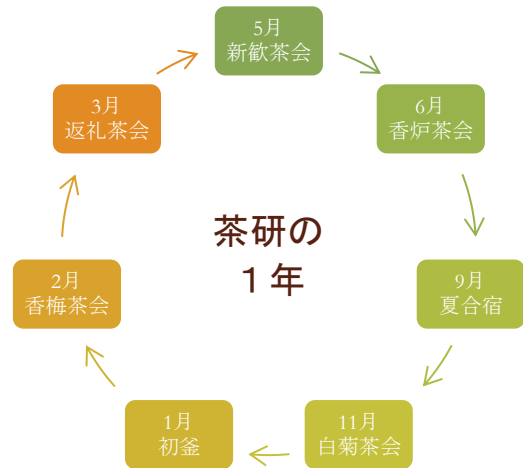 5月
新歓茶会
6月
香炉茶会
9月
夏合宿
11月
白菊茶会
1月
初釜
2月
香梅茶会
3月
返礼茶会
茶研の
１年